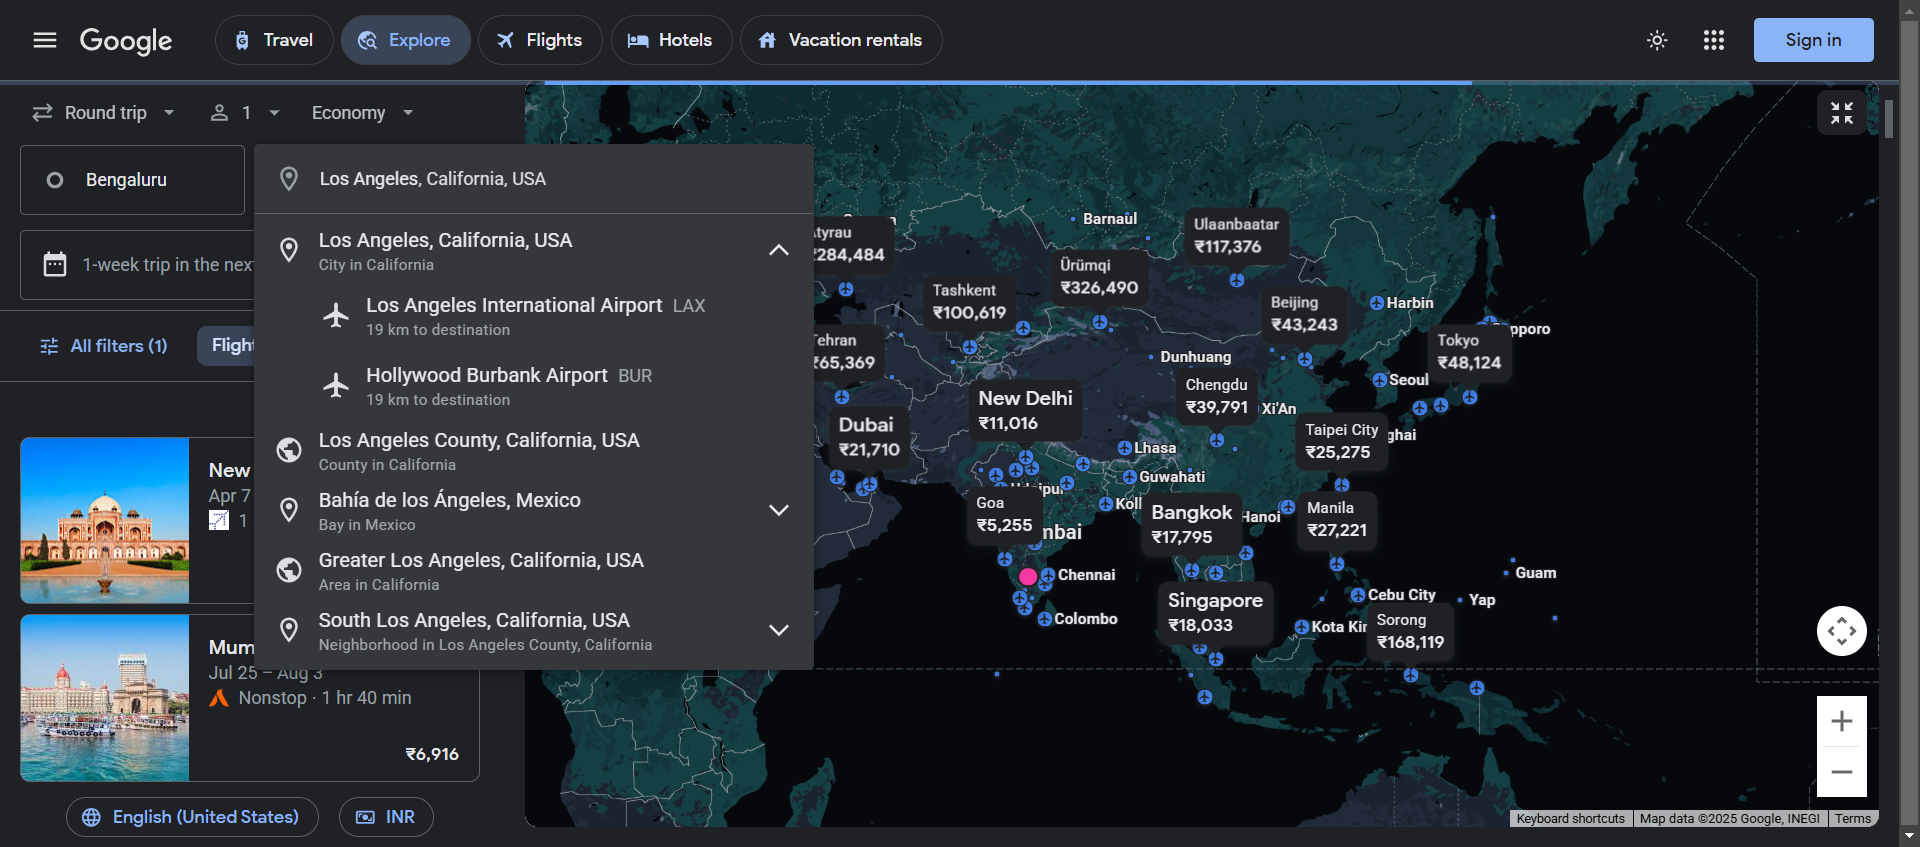 Google
Travel
Explore
Flights
Hotels
Vacation rentals
Sign in
Round trip
1
Economy
Bengaluru
Los Angeles, California, USA
1-week trip in the nex
All filters (1)
Flight
Los Angeles, California, USA
City in California
Los Angeles International Airport LAX
19 km to destination
Hollywood Burbank Airport BUR
19 km to destination
Los Angeles County, California, USA
County in California
Bahía de los Ángeles, Mexico
Bay in Mexico
Greater Los Angeles, California, USA
Area in California
South Los Angeles, California, USA
Neighborhood in Los Angeles County, California
New
Apr 7
1
Mum
Jul 25 – Aug 3
Nonstop · 1 hr 40 min
₹6,916
English (United States)
INR
Barnaul
Ulaanbaatar
₹117,376
Atyrau
₹284,484
Ürümqi
₹326,490
Tashkent
₹100,619
Beijing
₹43,243
Harbin
Sapporo
Tokyo
₹48,124
Tehran
₹65,369
Dunhuang
Chengdu
₹39,791
Xi'An
Seoul
New Delhi
₹11,016
Dubai
₹21,710
Taipei City
₹25,275
ghai
Lhasa
Guwahati
Udaipur
Goa
₹5,255
mbai
Kol
Bangkok
₹17,795
Hanoi
Manila
₹27,221
Chennai
Colombo
Singapore
₹18,033
Guam
Cebu City
Yap
Kota Kin
Sorong
₹168,119
Keyboard shortcuts
Map data ©2025 Google, INEGI
Terms